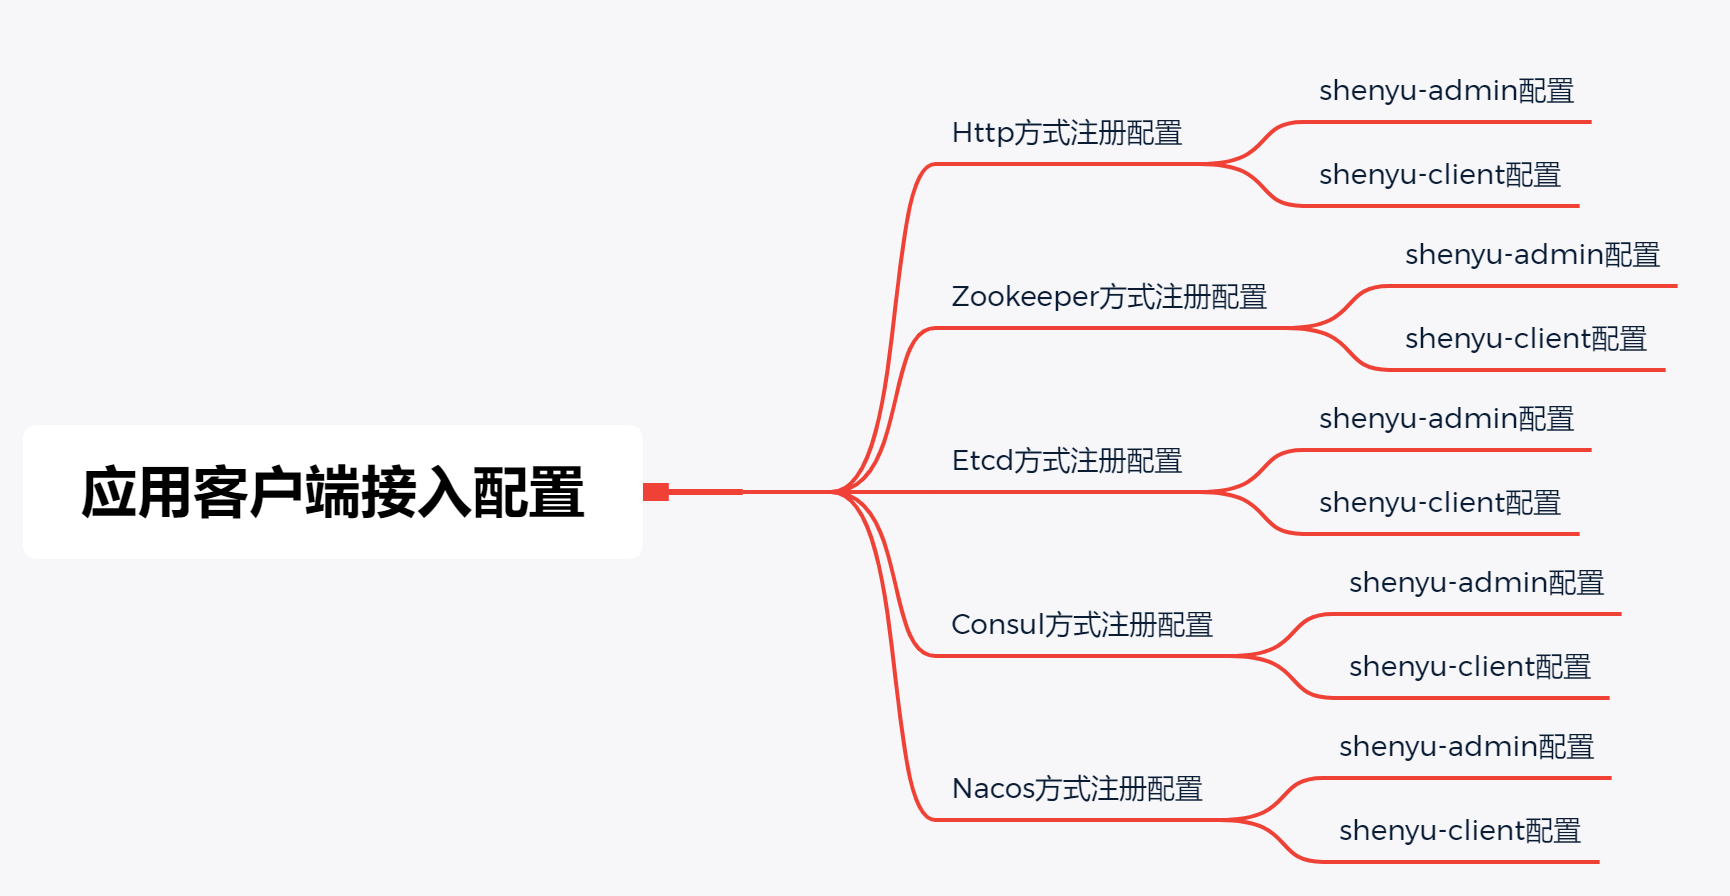 应用客户端接入配置
Http方式注册配置
shenyu-admin配置
shenyu-client配置
Zookeeper方式注册配置
shenyu-admin配置
shenyu-client配置
Etcd方式注册配置
shenyu-admin配置
shenyu-client配置
Consul方式注册配置
shenyu-admin配置
shenyu-client配置
Nacos方式注册配置
shenyu-admin配置
shenyu-client配置